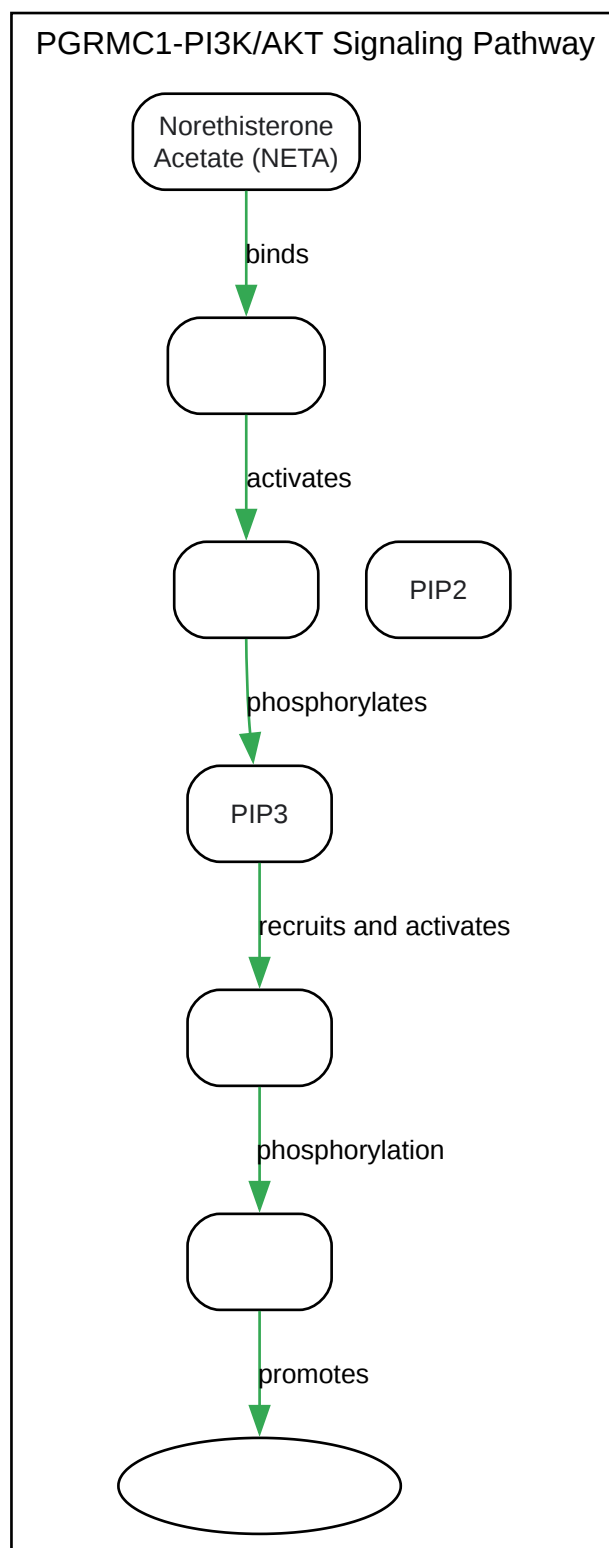 PGRMC1-PI3K/AKT Signaling Pathway
Norethisterone
Acetate (NETA)
binds
activates
PIP2
phosphorylates
PIP3
recruits and activates
phosphorylation
promotes